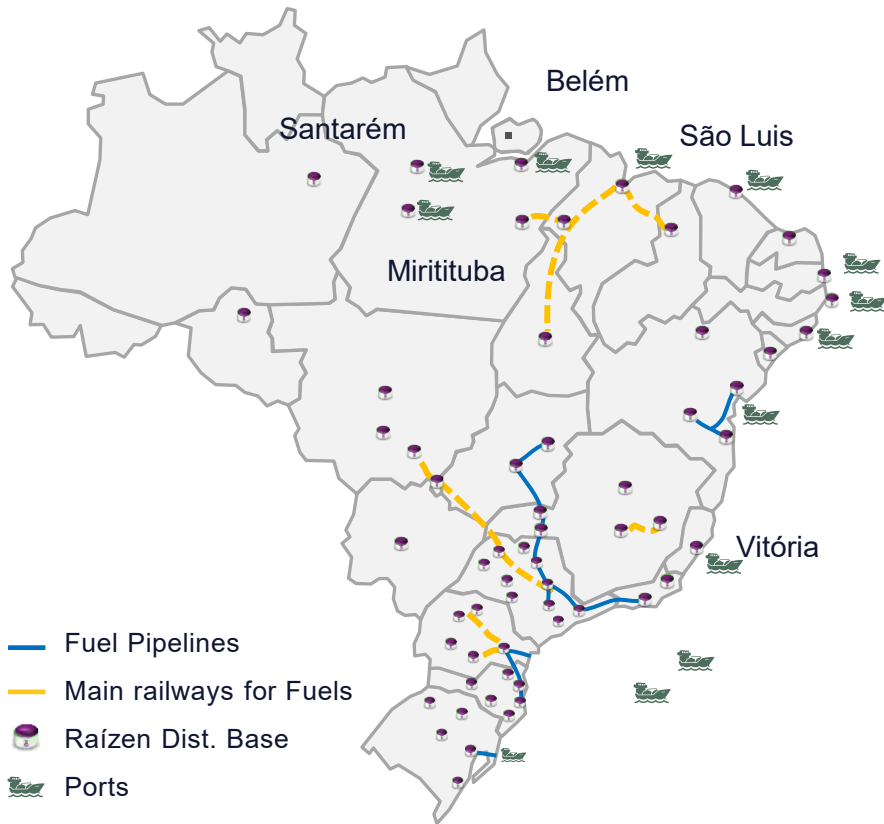 Belém
Santarém
São Luis
Miritituba
Vitória
Fuel Pipelines
Main railways for Fuels
Raízen Dist. Base
Ports